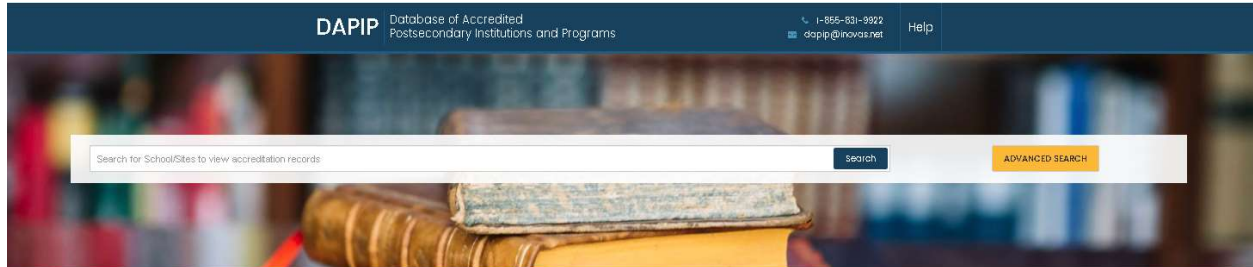 DAPIP
Database of Accredited
Postsecondary Institutions and Programs
1-855-831-9922
dapip@inovas.net
Help
Search for School/Sites to view accreditation records
Search
ADVANCED SEARCH